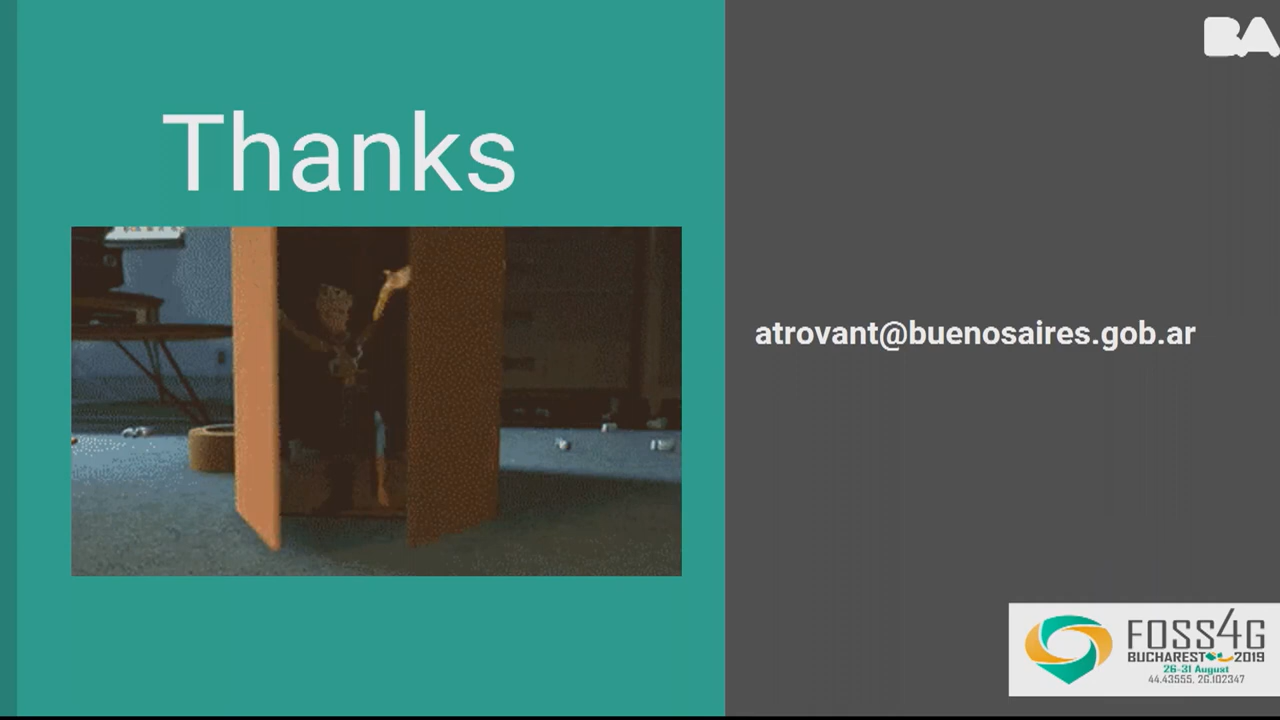 BA
Thanks
atrovant@buenosaires.gob.ar
FOSS4G
BUCHAREST 2019
26-31 August
44.43555, 26.102347